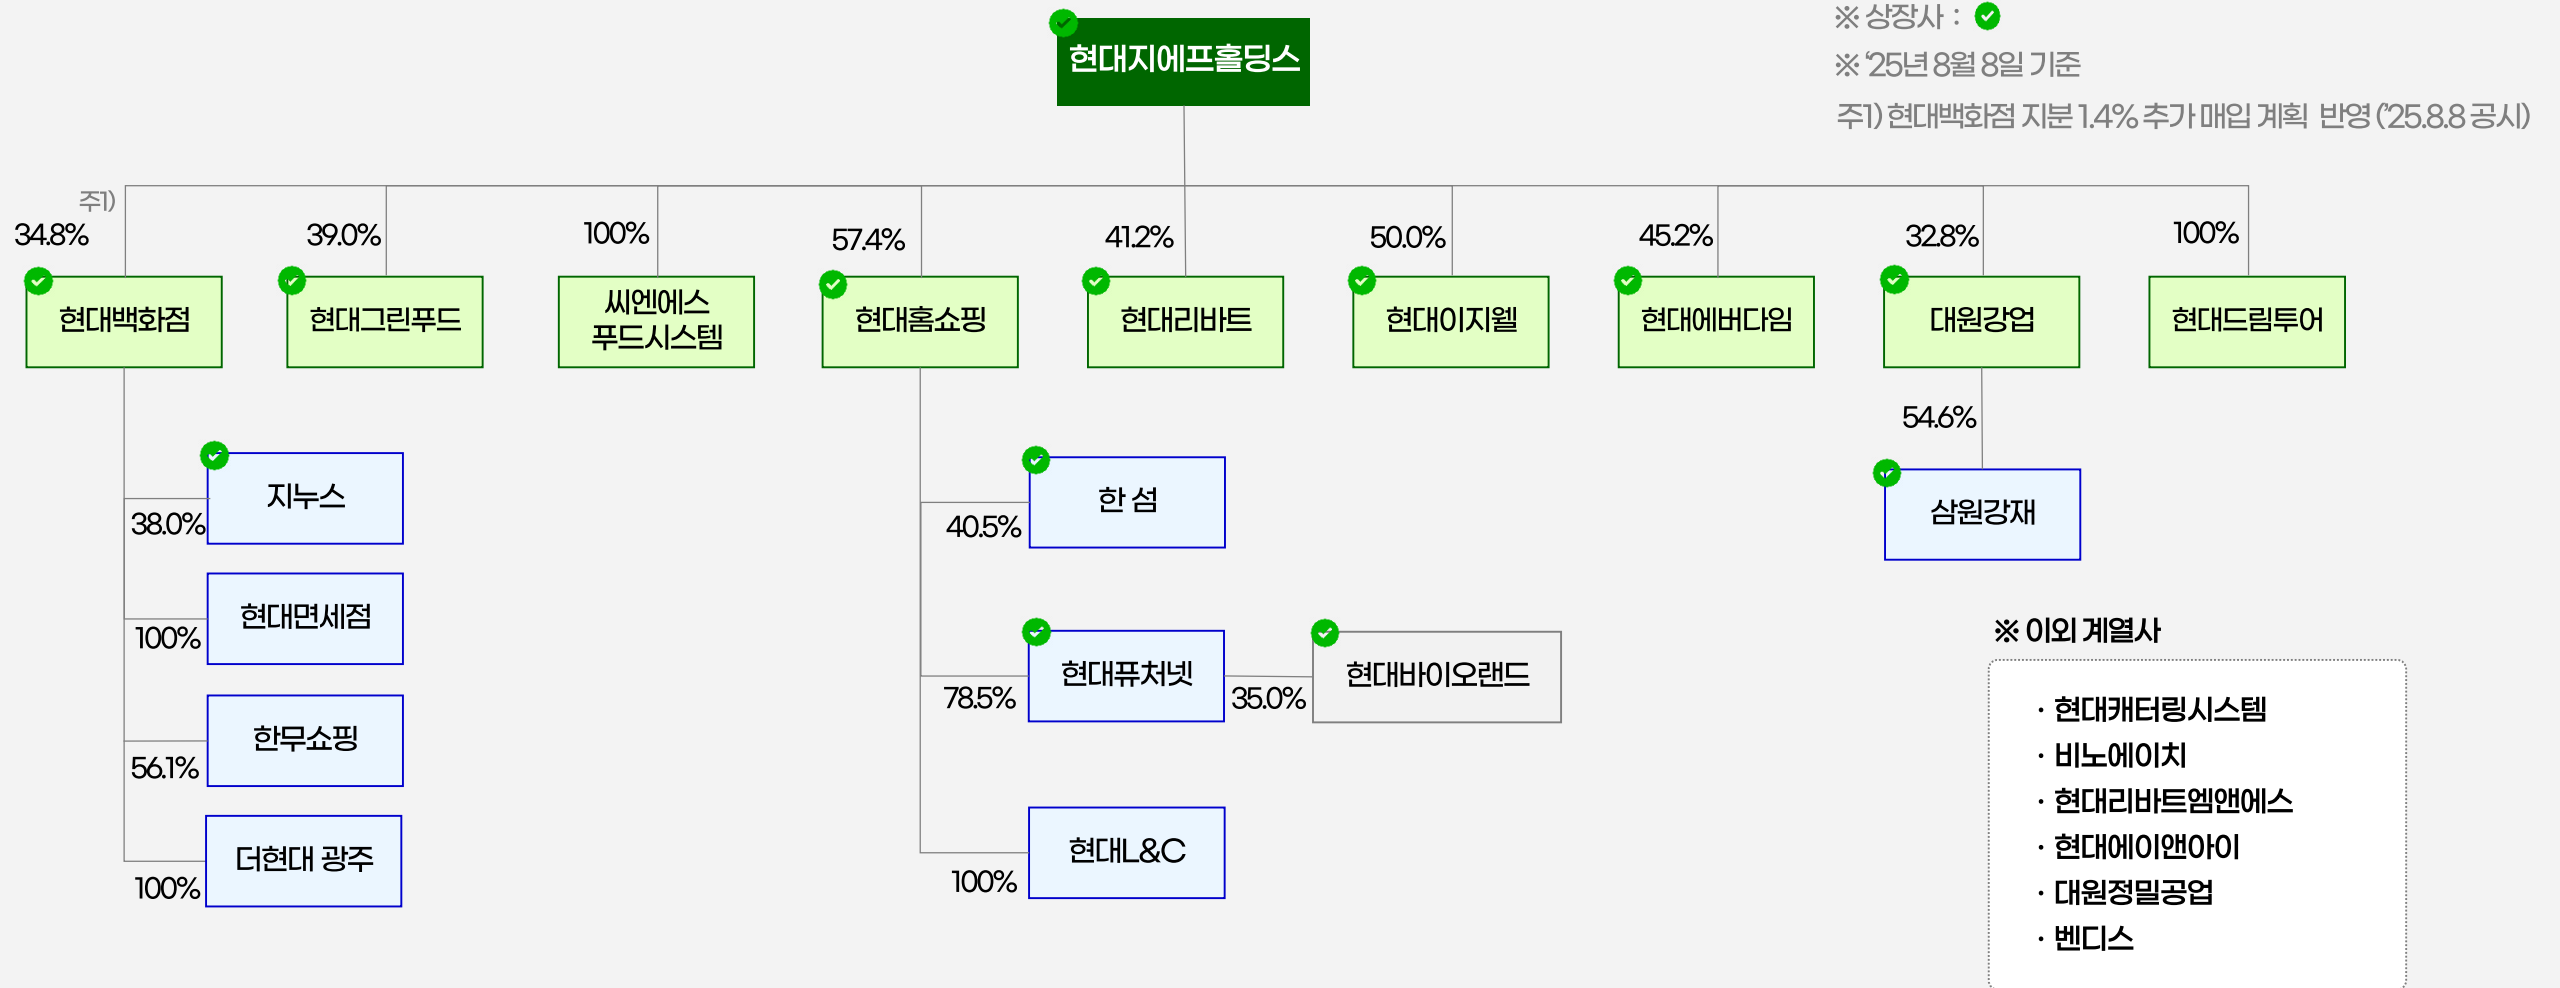 현대지에프홀딩스
※ 상장사 :
※ ‘25년 8월 8일 기준
주1) 현대백화점 지분 1.4% 추가 매입 계획 반영 (’25.8.8 공시)
주1)
34.8%
39.0%
100%
57.4%
41.2%
50.0%
45.2%
32.8%
100%
현대백화점
현대그린푸드
씨엔에스
푸드시스템
현대홈쇼핑
현대리바트
현대이지웰
현대에버다임
대원강업
현대드림투어
54.6%
지누스
38.0%
한 섬
40.5%
삼원강재
현대면세점
100%
현대퓨처넷
78.5%
35.0%
현대바이오랜드
한무쇼핑
56.1%
더현대 광주
100%
현대L&C
100%
※ 이외 계열사
· 현대캐터링시스템
· 비노에이치
· 현대리바트엠앤에스
· 현대에이앤아이
· 대원정밀공업
· 벤디스